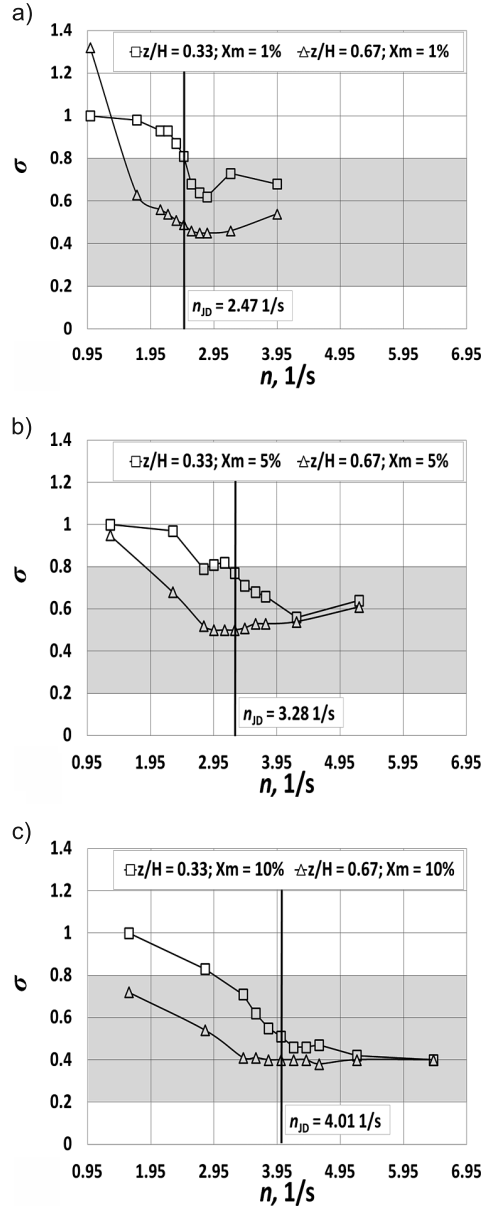 a)
1.4
z/H = 0.33; Xm = 1% z/H = 0.67; Xm = 1%
1.2
1
0.8
σ
0.6
0.4
0.2
n_JD = 2.47 1/s
0
0.95 1.95 2.95 3.95 4.95 5.95 6.95
n, 1/s
b)
1.4
z/H = 0.33; Xm = 5% z/H = 0.67; Xm = 5%
1.2
1
0.8
σ
0.6
0.4
0.2
n_JD = 3.28 1/s
0
0.95 1.95 2.95 3.95 4.95 5.95 6.95
n, 1/s
c)
1.4
z/H = 0.33; Xm = 10% z/H = 0.67; Xm = 10%
1.2
1
0.8
σ
0.6
0.4
0.2
n_JD = 4.01 1/s
0
0.95 1.95 2.95 3.95 4.95 5.95 6.95
n, 1/s